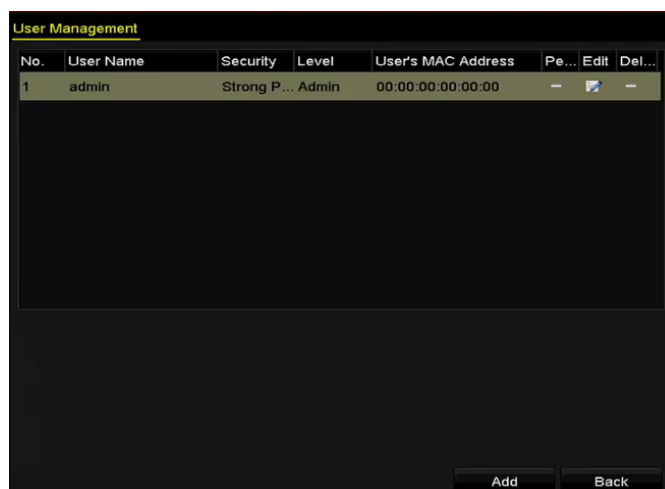 User Management
No. User Name Security Level User's MAC Address Pe... Edit Del...
1 admin Strong P... Admin 00:00:00:00:00:00 — —
Add Back